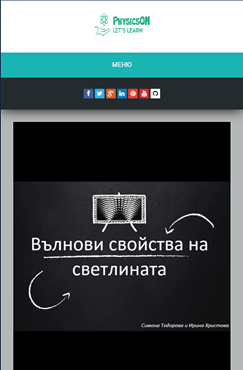 PhysicsON
LET'S LEARN!
МЕНЮ
Вълнови свойства на
светлината
Симона Тодорова и Ирина Христова